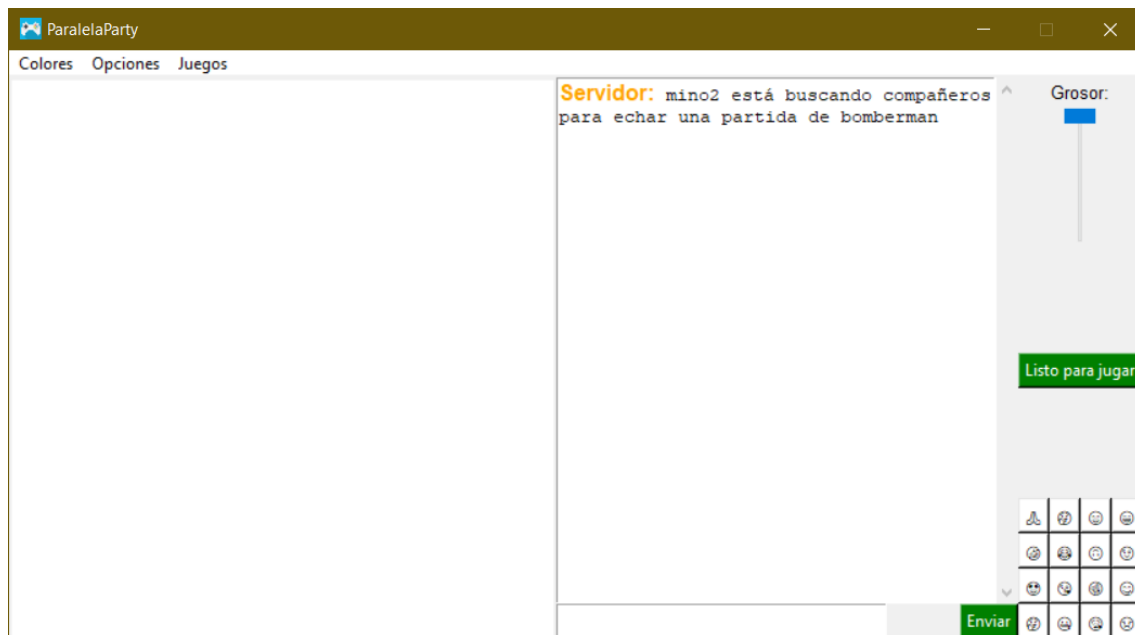 ParalelaParty
Colores Opciones Juegos
Servidor: mino2 está buscando compañeros
para echar una partida de bomberman
Grosor:
Listo para jugar
Enviar